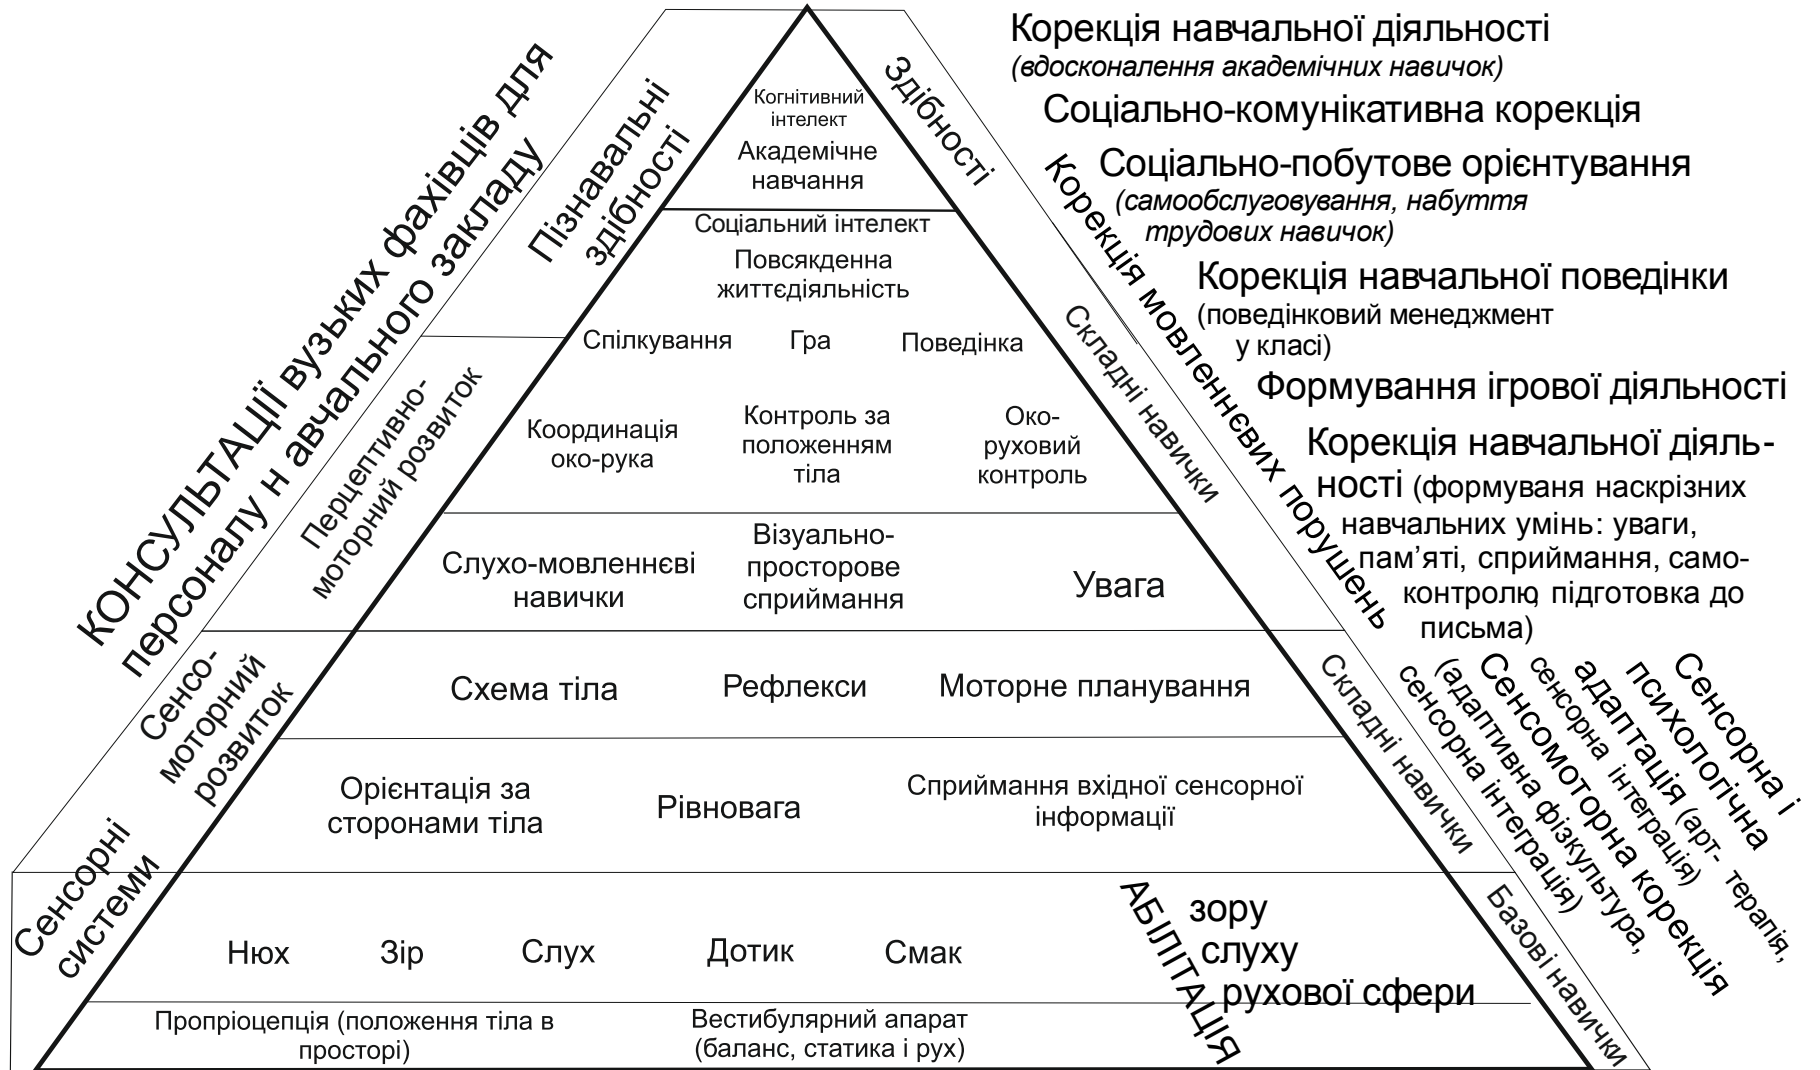 КОНСУЛЬТАЦІЇ вузьких фахівців для
персоналу н авчального закладу
Пізнавальні
здібності
Перцептивно-
моторний розвиток
Сенсо-
моторний
розвиток
Сенсорні
системи
Когнітивний
інтелект
Академічне
навчання
Соціальний інтелект
Повсякденна
життєдіяльність
Спілкування
Гра
Поведінка
Координація
око-рука
Контроль за
положенням
тіла
Око-
руховий
контроль
Слухо-мовленнєві
навички
Візуально-
просторове
сприймання
Увага
Схема тіла
Рефлекси
Моторне планування
Орієнтація за
сторонами тіла
Рівновага
Сприймання вхідної сенсорної
інформації
Нюх
Зір
Слух
Дотик
Смак
АБІЛІТАЦІЯ
зору
слуху
рухової сфери
Пропріоцепція (положення тіла в
просторі)
Вестибулярний апарат
(баланс, статика і рух)
Здібності
Складні навички
Складні навички
Базові навички
Корекція мовленнєвих порушень
Корекція навчальної діяльності
(вдосконалення академічних навичок)
Соціально-комунікативна корекція
Соціально-побутове орієнтування
(самообслуговування, набуття
трудових навичок)
Корекція навчальної поведінки
(поведінковий менеджмент
у класі)
Формування ігрової діяльності
Корекція навчальної діяль-
ності (формуваня наскрізних
навчальних умінь: уваги,
пам’яті, сприймання, само-
контролю, підготовка до
письма)
Сенсорна і
психологічна
адаптація (арт- терапія,
сенсорна інтеграція)
Сенсомоторна корекція
(адаптивна фізкультура,
сенсорна інтеграція)